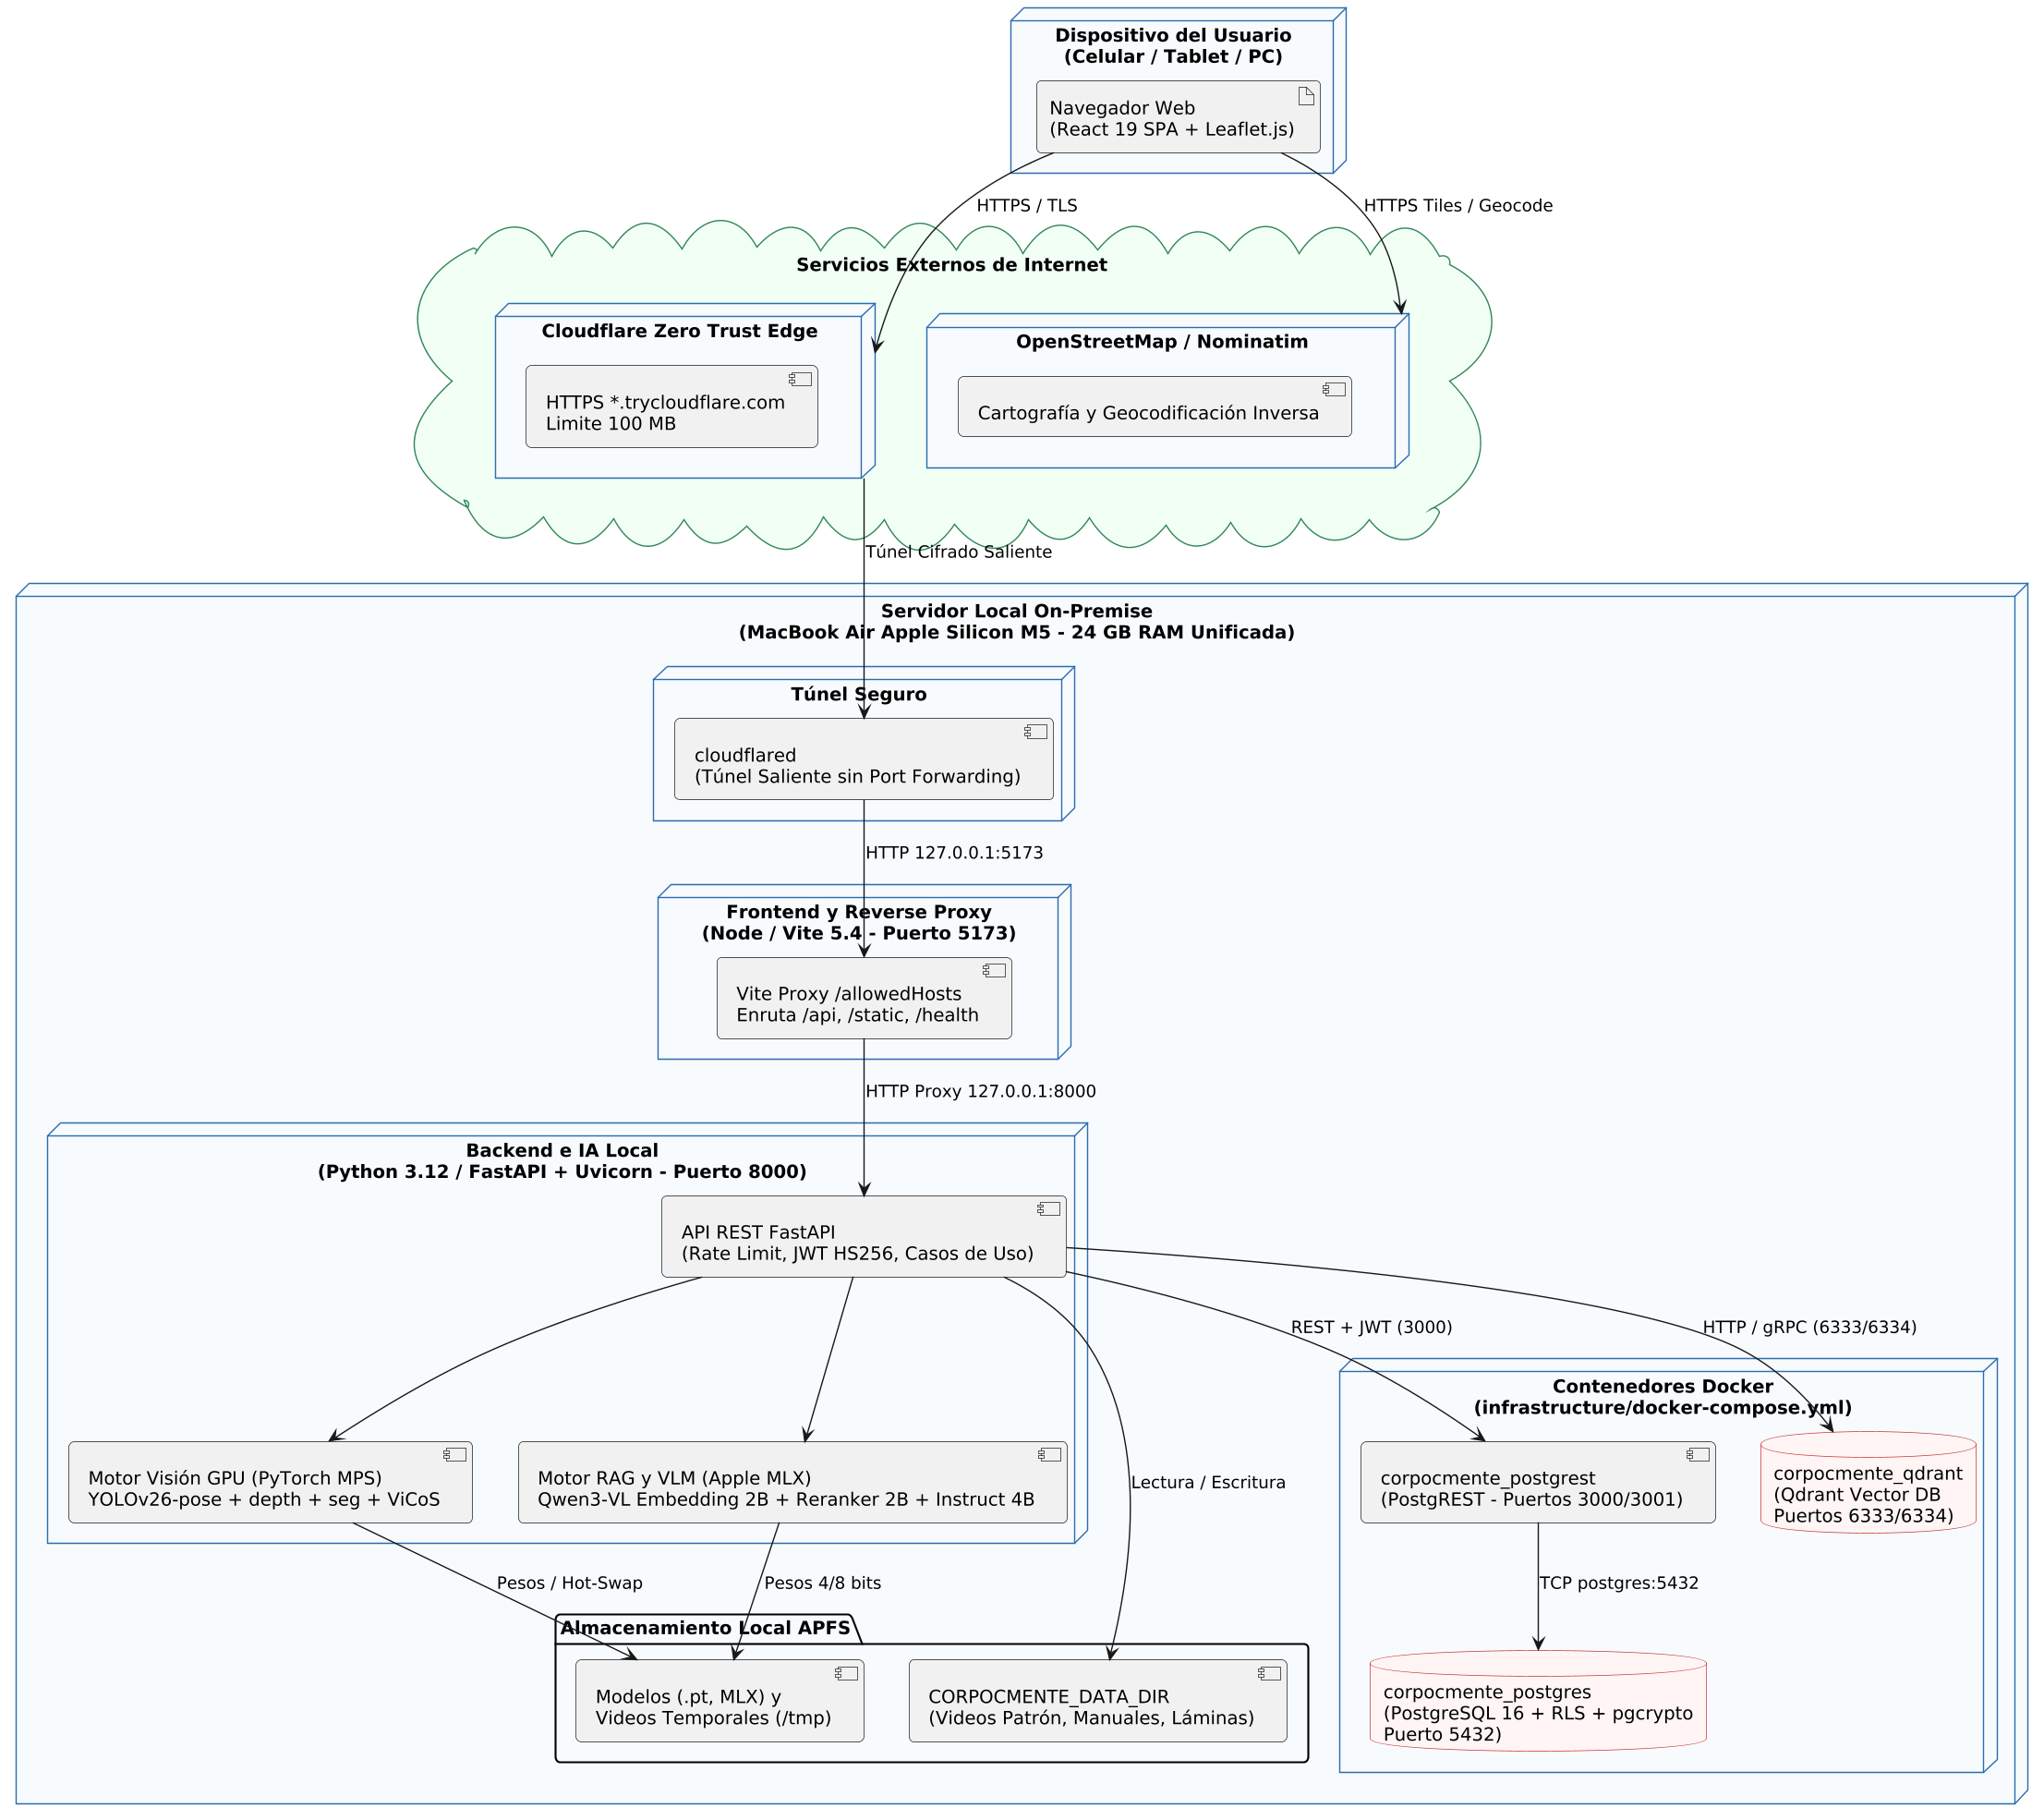 Dispositivo del Usuario
(Celular / Tablet / PC)
Navegador Web
(React 19 SPA + Leaflet.js)
HTTPS / TLS
HTTPS Tiles / Geocode
Servicios Externos de Internet
Cloudflare Zero Trust Edge
HTTPS *.trycloudflare.com
Limite 100 MB
OpenStreetMap / Nominatim
Cartografía y Geocodificación Inversa
Túnel Cifrado Saliente
Servidor Local On-Premise
(MacBook Air Apple Silicon M5 - 24 GB RAM Unificada)
Túnel Seguro
cloudflared
(Túnel Saliente sin Port Forwarding)
HTTP 127.0.0.1:5173
Frontend y Reverse Proxy
(Node / Vite 5.4 - Puerto 5173)
Vite Proxy /allowedHosts
Enruta /api, /static, /health
HTTP Proxy 127.0.0.1:8000
Backend e IA Local
(Python 3.12 / FastAPI + Uvicorn - Puerto 8000)
API REST FastAPI
(Rate Limit, JWT HS256, Casos de Uso)
REST + JWT (3000)
HTTP / gRPC (6333/6334)
Contenedores Docker
(infrastructure/docker-compose.yml)
Motor Visión GPU (PyTorch MPS)
YOLOv26-pose + depth + seg + ViCoS
Motor RAG y VLM (Apple MLX)
Qwen3-VL Embedding 2B + Reranker 2B + Instruct 4B
Lectura / Escritura
corpocmente_postgrest
(PostgREST - Puertos 3000/3001)
corpocmente_qdrant
(Qdrant Vector DB
Puertos 6333/6334)
Pesos / Hot-Swap
Pesos 4/8 bits
TCP postgres:5432
Almacenamiento Local APFS
Modelos (.pt, MLX) y
Videos Temporales (/tmp)
CORPOCMENTE_DATA_DIR
(Videos Patrón, Manuales, Láminas)
corpocmente_postgres
(PostgreSQL 16 + RLS + pgcrypto
Puerto 5432)